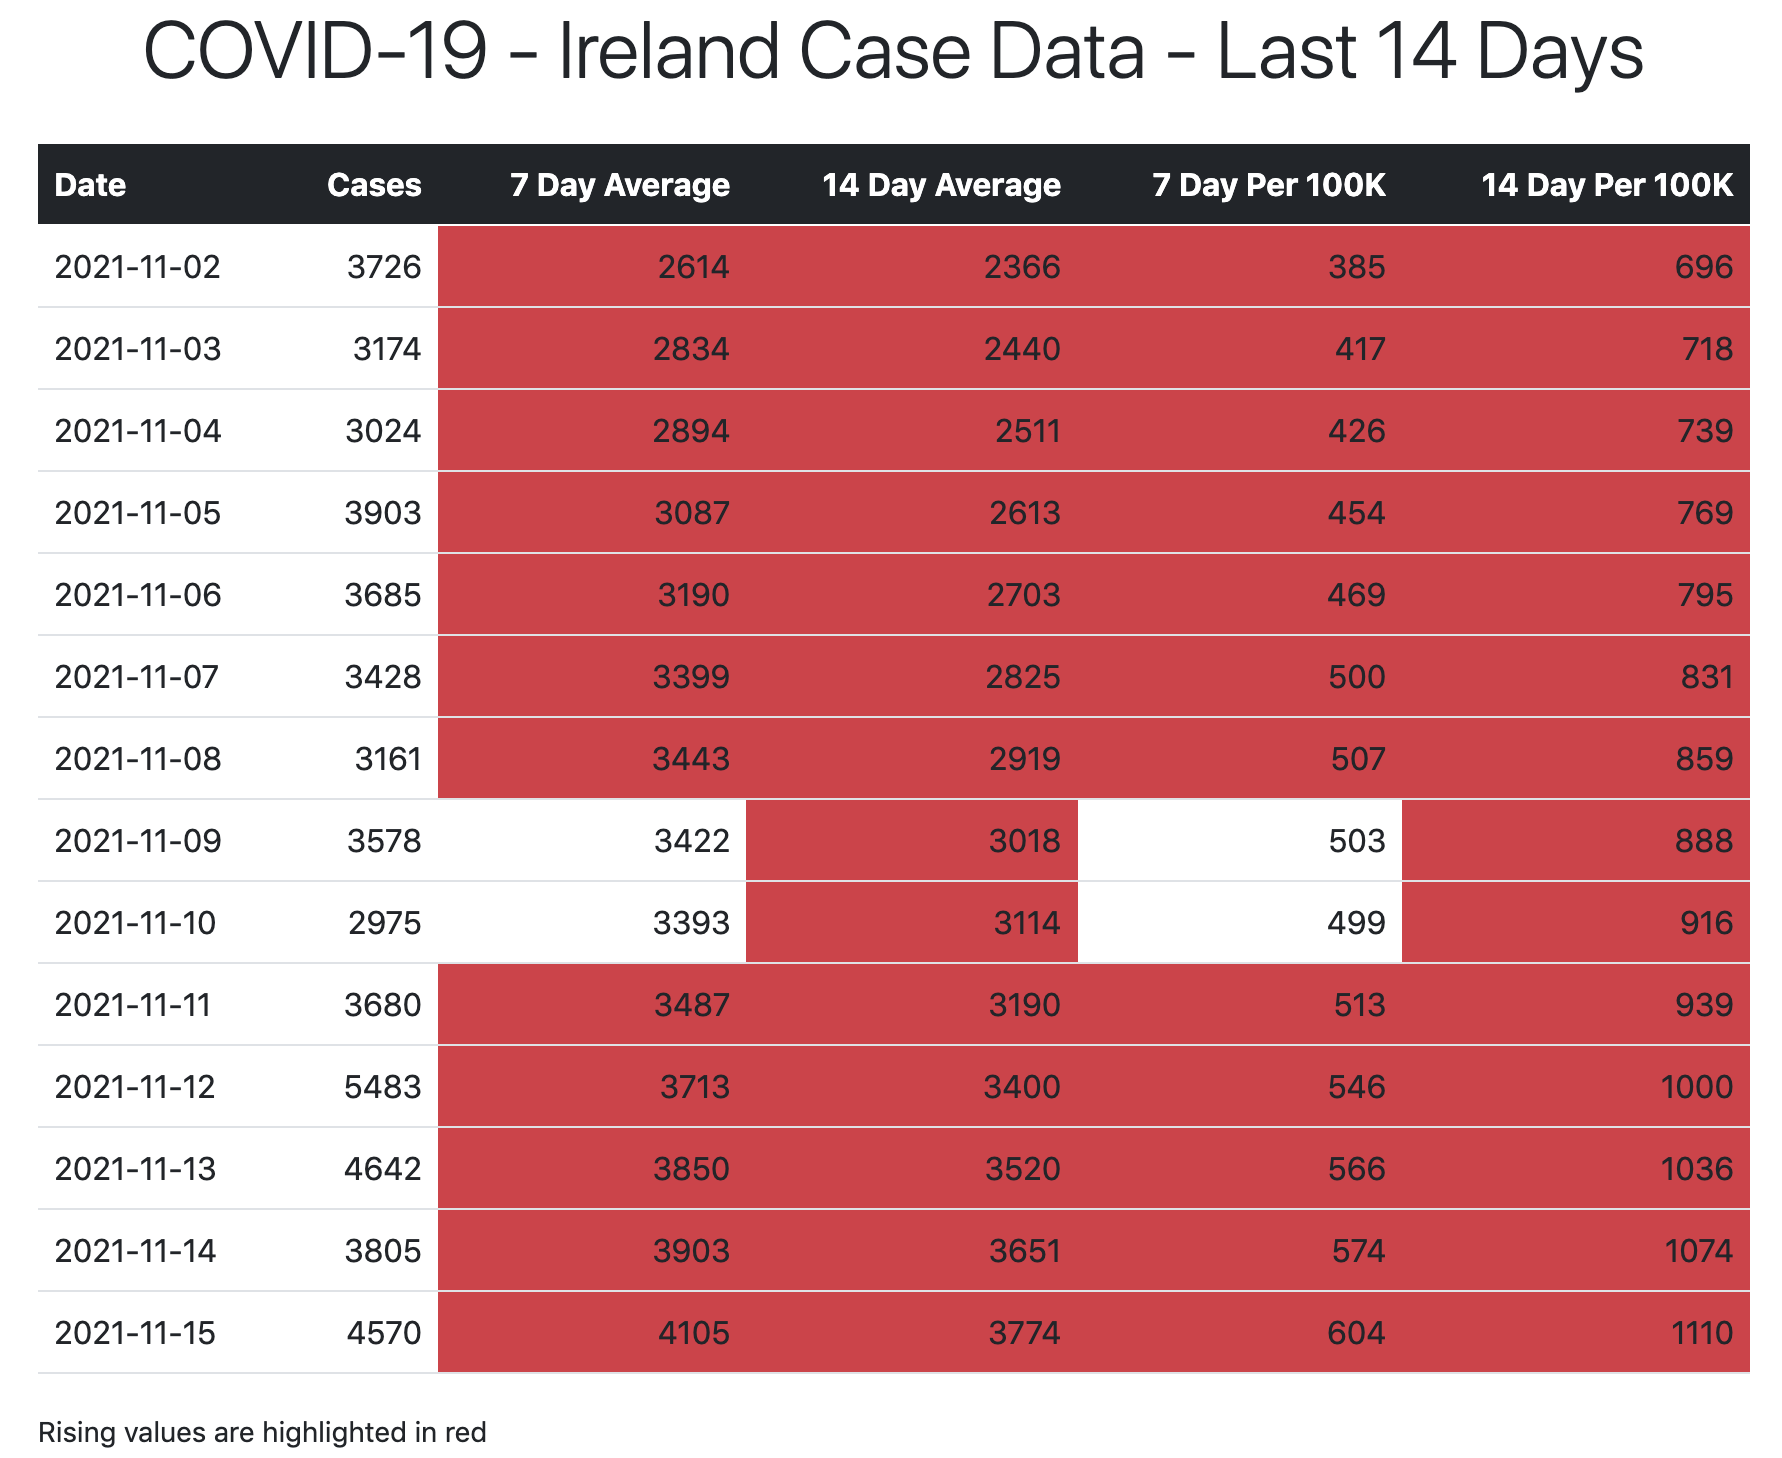 COVID-19 - Ireland Case Data - Last 14 Days
Date Cases 7 Day Average 14 Day Average 7 Day Per 100K 14 Day Per 100K
2021-11-02 3726 2614 2366 385 696
2021-11-03 3174 2834 2440 417 718
2021-11-04 3024 2894 2511 426 739
2021-11-05 3903 3087 2613 454 769
2021-11-06 3685 3190 2703 469 795
2021-11-07 3428 3399 2825 500 831
2021-11-08 3161 3443 2919 507 859
2021-11-09 3578 3422 3018 503 888
2021-11-10 2975 3393 3114 499 916
2021-11-11 3680 3487 3190 513 939
2021-11-12 5483 3713 3400 546 1000
2021-11-13 4642 3850 3520 566 1036
2021-11-14 3805 3903 3651 574 1074
2021-11-15 4570 4105 3774 604 1110
Rising values are highlighted in red